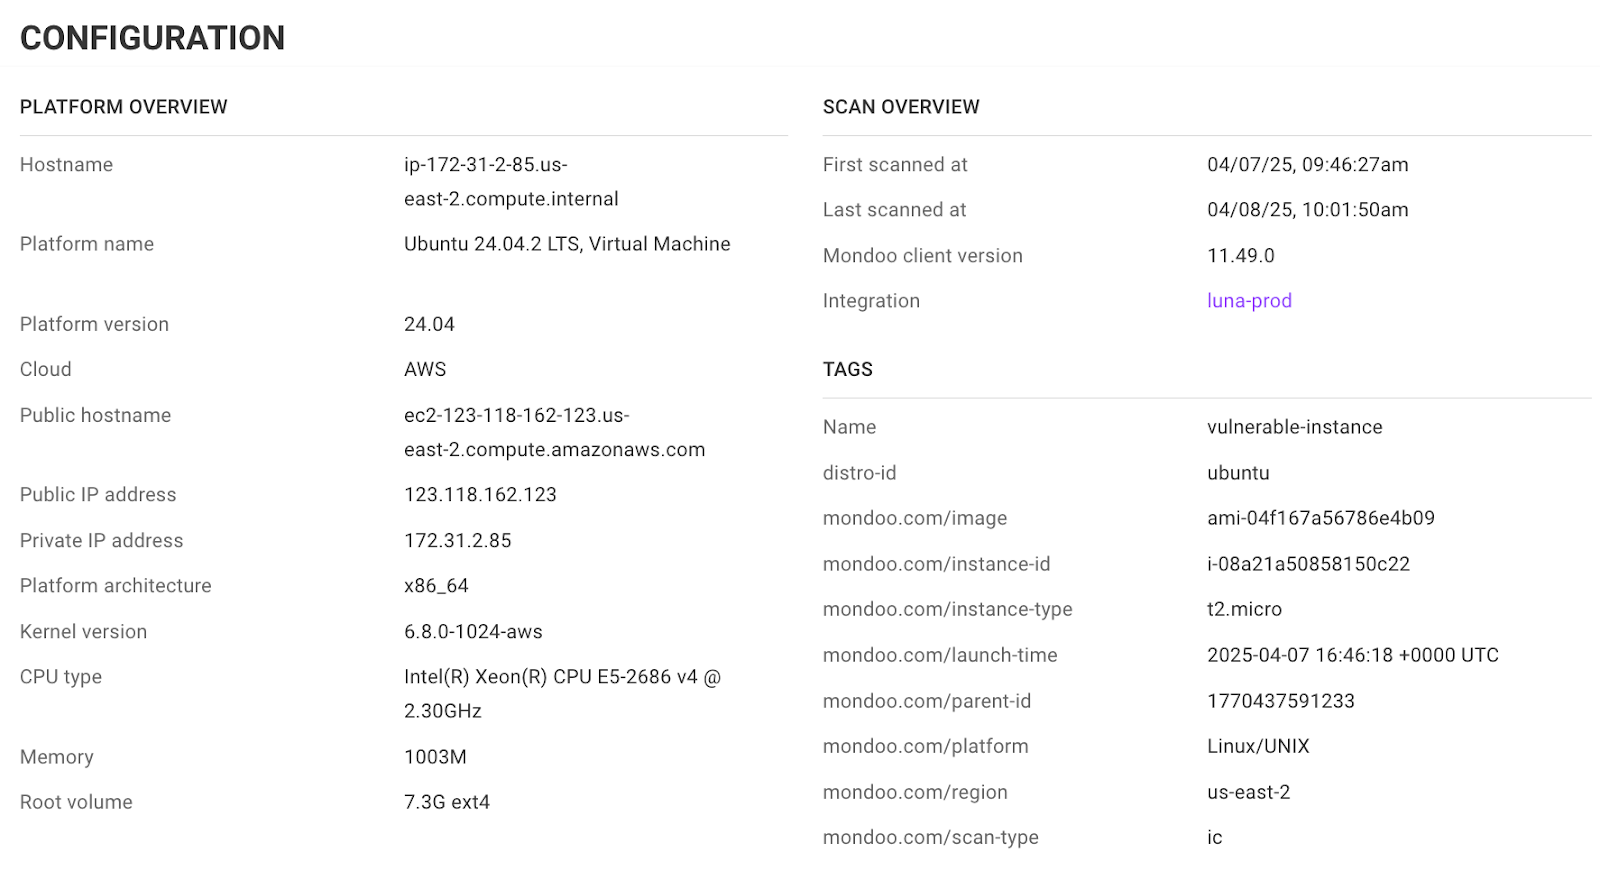 CONFIGURATION
PLATFORM OVERVIEW
Hostname ip-172-31-2-85.us-
east-2.compute.internal
Platform name Ubuntu 24.04.2 LTS, Virtual Machine
Platform version 24.04
Cloud AWS
Public hostname ec2-123-118-162-123.us-
east-2.compute.amazonaws.com
Public IP address 123.118.162.123
Private IP address 172.31.2.85
Platform architecture x86_64
Kernel version 6.8.0-1024-aws
CPU type Intel(R) Xeon(R) CPU E5-2686 v4 @
2.30GHz
Memory 1003M
Root volume 7.3G ext4
SCAN OVERVIEW
First scanned at 04/07/25, 09:46:27am
Last scanned at 04/08/25, 10:01:50am
Mondoo client version 11.49.0
Integration luna-prod
TAGS
Name vulnerable-instance
distro-id ubuntu
mondoo.com/image ami-04f167a56786e4b09
mondoo.com/instance-id i-08a21a50858150c22
mondoo.com/instance-type t2.micro
mondoo.com/launch-time 2025-04-07 16:46:18 +0000 UTC
mondoo.com/parent-id 1770437591233
mondoo.com/platform Linux/UNIX
mondoo.com/region us-east-2
mondoo.com/scan-type ic